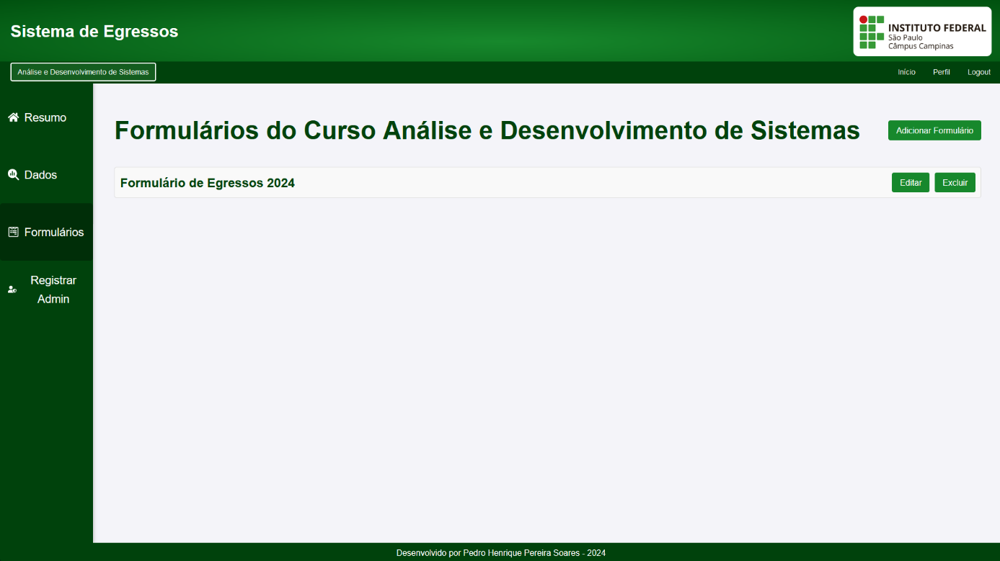 Sistema de Egressos
INSTITUTO FEDERAL
São Paulo
Câmpus Campinas
Análise e Desenvolvimento de Sistemas
Início Perfil Logout
Resumo
Dados
Formulários
Registrar
Admin
Formulários do Curso Análise e Desenvolvimento de Sistemas
Adicionar Formulário
Formulário de Egressos 2024
Editar Excluir
Desenvolvido por Pedro Henrique Pereira Soares - 2024